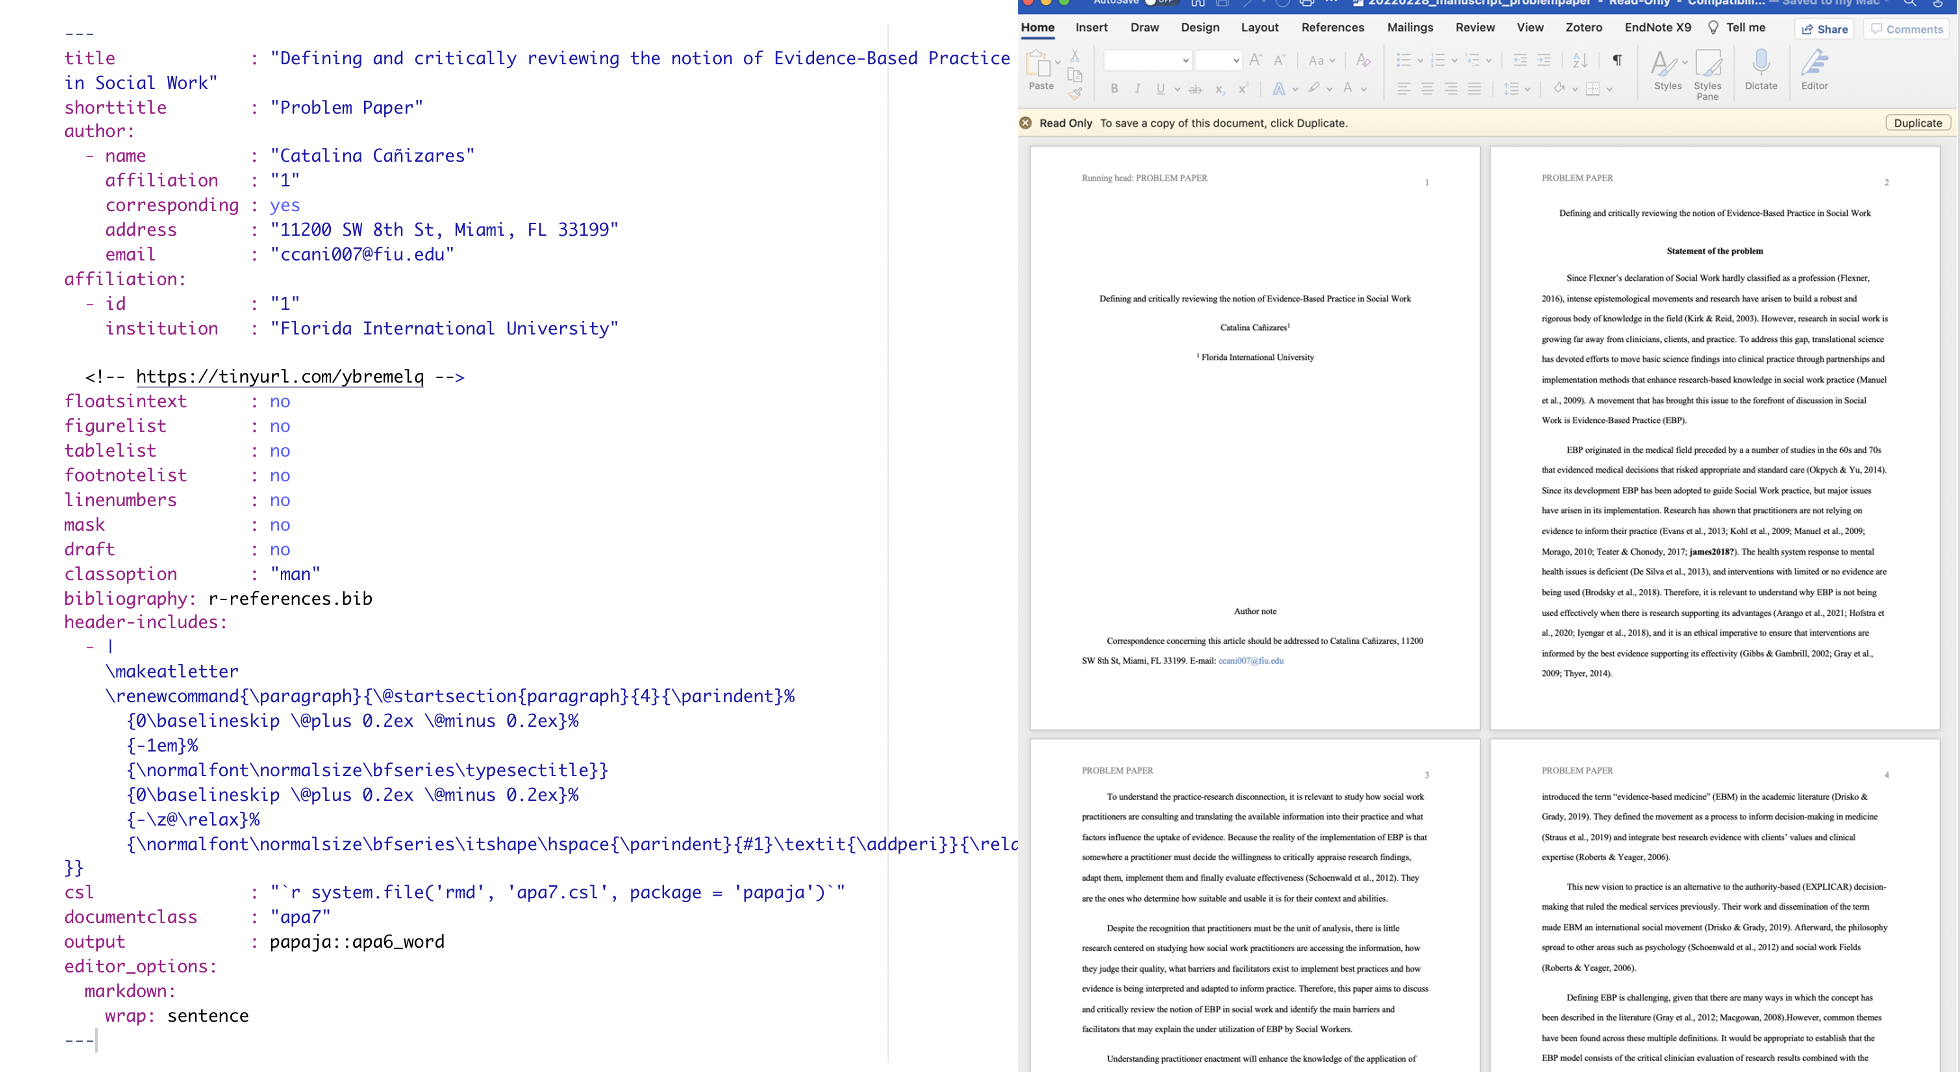 ---
title : "Defining and critically reviewing the notion of Evidence-Based Practice
in Social Work"
shorttitle : "Problem Paper"
author:
- name : "Catalina Cañizares"
affiliation : "1"
corresponding : yes
address : "11200 SW 8th St, Miami, FL 33199"
email : "ccani007@fiu.edu"
affiliation:
- id : "1"
institution : "Florida International University"
<!-- https://tinyurl.com/ybremelq -->
floatsintext : no
figurelist : no
tablelist : no
footnotelist : no
linenumbers : no
mask : no
draft : no
classoption : "man"
bibliography: r-references.bib
header-includes:
- |
\makeatletter
\renewcommand{\paragraph}{\@startsection{paragraph}{4}{\parindent}%
{0\baselineskip \@plus 0.2ex \@minus 0.2ex}%
{-1em}%
{\normalfont\normalsize\bfseries\typesectitle}}
{0\baselineskip \@plus 0.2ex \@minus 0.2ex}%
{-\z@\relax}%
{\normalfont\normalsize\bfseries\itshape\hspace{\parindent}{#1}\textit{\addperi}}{\rela
}}
csl : "`r system.file('rmd', 'apa7.csl', package = 'papaja')`"
documentclass : "apa7"
output : papaja::apa6_word
editor_options:
markdown:
wrap: sentence
---
AutoSave OFF 20220228_manuscript_problempaper - Read-Only - Compatibili... — Saved to my Mac
Home Insert Draw Design Layout References Mailings Review View Zotero EndNote X9 Tell me Share Comments
Paste Aa B I U ab x x A A Styles Styles Pane Dictate Editor
Read Only To save a copy of this document, click Duplicate. Duplicate
Running head: PROBLEM PAPER 1
Defining and critically reviewing the notion of Evidence-Based Practice in Social Work
Catalina Cañizares¹
¹ Florida International University
Author note
Correspondence concerning this article should be addressed to Catalina Cañizares, 11200
SW 8th St, Miami, FL 33199. E-mail: ccani007@fiu.edu
PROBLEM PAPER 2
Defining and critically reviewing the notion of Evidence-Based Practice in Social Work
Statement of the problem
Since Flexner's declaration of Social Work hardly classified as a profession (Flexner,
2016), intense epistemological movements and research have arisen to build a robust and
rigorous body of knowledge in the field (Kirk & Reid, 2003). However, research in social work is
growing far away from clinicians, clients, and practice. To address this gap, translational science
has devoted efforts to move basic science findings into clinical practice through partnerships and
implementation methods that enhance research-based knowledge in social work practice (Manuel
et al., 2009). A movement that has brought this issue to the forefront of discussion in Social
Work is Evidence-Based Practice (EBP).
EBP originated in the medical field preceded by a a number of studies in the 60s and 70s
that evidenced medical decisions that risked appropriate and standard care (Okpych & Yu, 2014).
Since its development EBP has been adopted to guide Social Work practice, but major issues
have arisen in its implementation. Research has shown that practitioners are not relying on
evidence to inform their practice (Evans et al., 2013; Kohl et al., 2009; Manuel et al., 2009;
Morago, 2010; Teater & Chonody, 2017; james2018?). The health system response to mental
health issues is deficient (De Silva et al., 2013), and interventions with limited or no evidence are
being used (Brodsky et al., 2018). Therefore, it is relevant to understand why EBP is not being
used effectively when there is research supporting its advantages (Arango et al., 2021; Hofstra et
al., 2020; Iyengar et al., 2018), and it is an ethical imperative to ensure that interventions are
informed by the best evidence supporting its effectivity (Gibbs & Gambrill, 2002; Gray et al.,
2009; Thyer, 2014).
PROBLEM PAPER 3
To understand the practice-research disconnection, it is relevant to study how social work
practitioners are consulting and translating the available information into their practice and what
factors influence the uptake of evidence. Because the reality of the implementation of EBP is that
somewhere a practitioner must decide the willingness to critically appraise research findings,
adapt them, implement them and finally evaluate effectiveness (Schoenwald et al., 2012). They
are the ones who determine how suitable and usable it is for their context and abilities.
Despite the recognition that practitioners must be the unit of analysis, there is little
research centered on studying how social work practitioners are accessing the information, how
they judge their quality, what barriers and facilitators exist to implement best practices and how
evidence is being interpreted and adapted to inform practice. Therefore, this paper aims to discuss
and critically review the notion of EBP in social work and identify the main barriers and
facilitators that may explain the under utilization of EBP by Social Workers.
Understanding practitioner enactment will enhance the knowledge of the application of
PROBLEM PAPER 4
introduced the term “evidence-based medicine” (EBM) in the academic literature (Drisko &
Grady, 2019). They defined the movement as a process to inform decision-making in medicine
(Straus et al., 2019) and integrate best research evidence with clients’ values and clinical
expertise (Roberts & Yeager, 2006).
This new vision to practice is an alternative to the authority-based (EXPLICAR) decision-
making that ruled the medical services previously. Their work and dissemination of the term
made EBM an international social movement (Drisko & Grady, 2019). Afterward, the philosophy
spread to other areas such as psychology (Schoenwald et al., 2012) and social work Fields
(Roberts & Yeager, 2006).
Defining EBP is challenging, given that there are many ways in which the concept has
been described in the literature (Gray et al., 2012; Macgowan, 2008).However, common themes
have been found across these multiple definitions. It would be appropriate to establish that the
EBP model consists of the critical clinician evaluation of research results combined with the